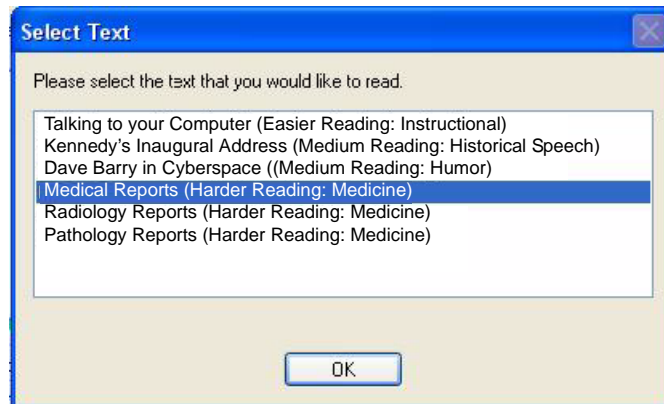 Select Text
Please select the text that you would like to read.
Talking to your Computer (Easier Reading: Instructional)
Kennedy’s Inaugural Address (Medium Reading: Historical Speech)
Dave Barry in Cyberspace ((Medium Reading: Humor)
Medical Reports (Harder Reading: Medicine)
Radiology Reports (Harder Reading: Medicine)
Pathology Reports (Harder Reading: Medicine)
OK